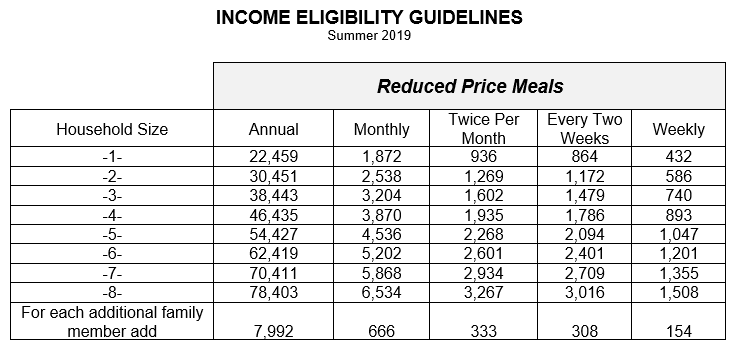 INCOME ELIGIBILITY GUIDELINES
Summer 2019
Reduced Price Meals
Household Size Annual Monthly Twice Per Month Every Two Weeks Weekly
-1- 22,459 1,872 936 864 432
-2- 30,451 2,538 1,269 1,172 586
-3- 38,443 3,204 1,602 1,479 740
-4- 46,435 3,870 1,935 1,786 893
-5- 54,427 4,536 2,268 2,094 1,047
-6- 62,419 5,202 2,601 2,401 1,201
-7- 70,411 5,868 2,934 2,709 1,355
-8- 78,403 6,534 3,267 3,016 1,508
For each additional family
member add 7,992 666 333 308 154